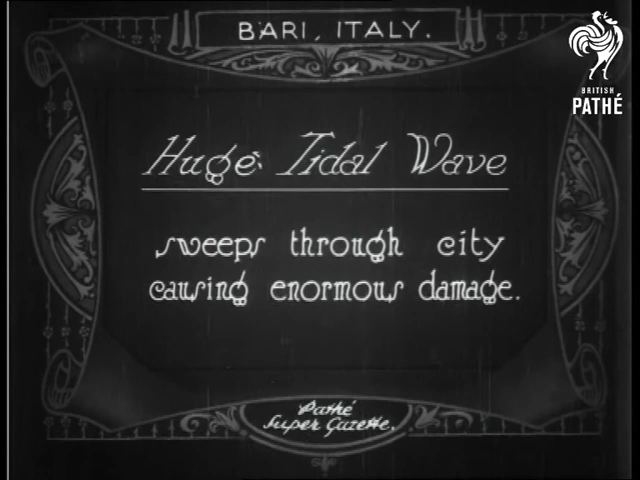 BARI, ITALY.
BRITISH
PATHÉ
Huge Tidal Wave
sweeps through city
causing enormous damage.
Pathé
Super Gazette.